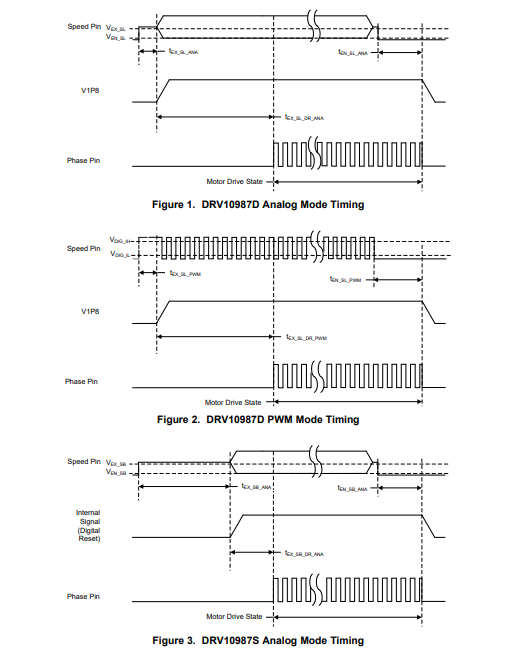 Speed Pin VEX_SL
VEN_SL
tEX_SL_ANA
tEN_SL_ANA
V1P8
tEX_SL_DR_ANA
Phase Pin
Motor Drive State
Figure 1. DRV10987D Analog Mode Timing
VDIG_IH
Speed Pin
VDIG_IL
tEX_SL_PWM
tEN_SL_PWM
V1P8
tEX_SL_DR_PWM
Phase Pin
Motor Drive State
Figure 2. DRV10987D PWM Mode Timing
Speed Pin VEX_SB
VEN_SB
tEX_SB_ANA
tEN_SB_ANA
Internal
Signal
(Digital
Reset)
tEX_SB_DR_ANA
Phase Pin
Motor Drive State
Figure 3. DRV10987S Analog Mode Timing